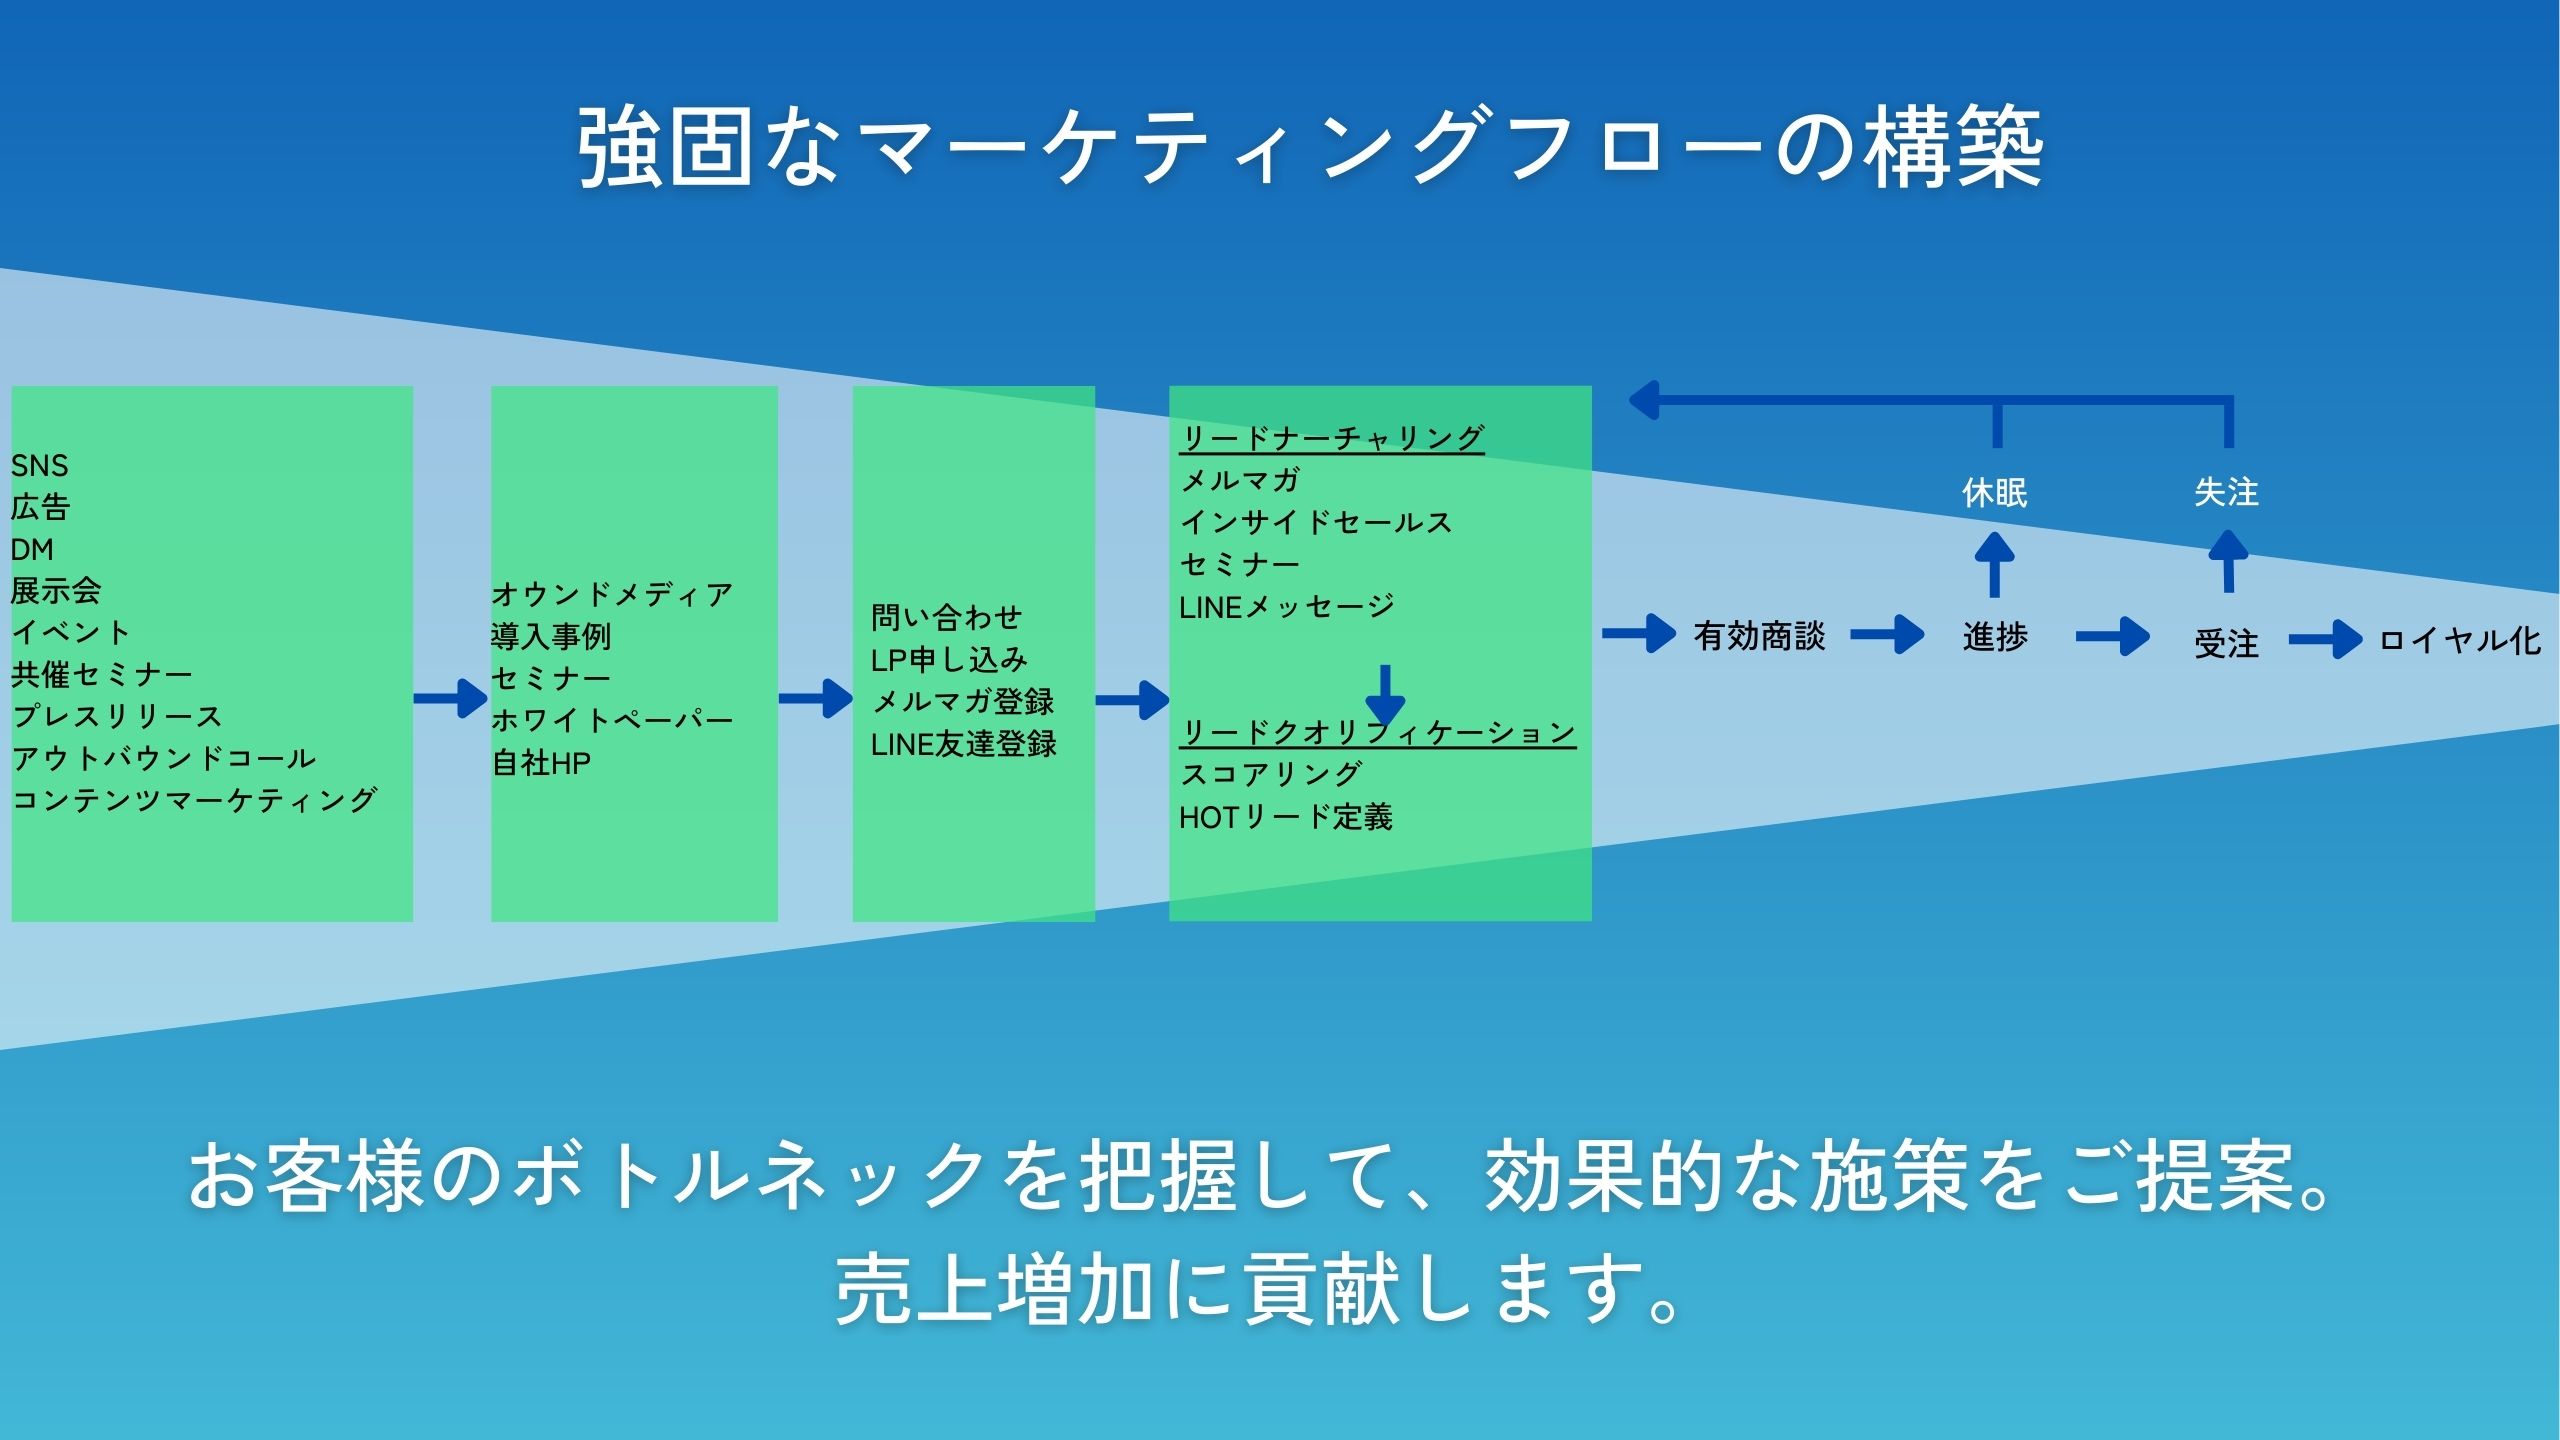 強固なマーケティングフローの構築
SNS
広告
DM
展示会
イベント
共催セミナー
プレスリリース
アウトバウンドコール
コンテンツマーケティング
オウンドメディア
導入事例
セミナー
ホワイトペーパー
自社HP
問い合わせ
LP申し込み
メルマガ登録
LINE友達登録
リードナーチャリング
メルマガ
インサイドセールス
セミナー
LINEメッセージ
リードクオリフィケーション
スコアリング
HOTリード定義
有効商談
進捗
休眠
受注
失注
ロイヤル化
お客様のボトルネックを把握して、効果的な施策をご提案。
売上増加に貢献します。